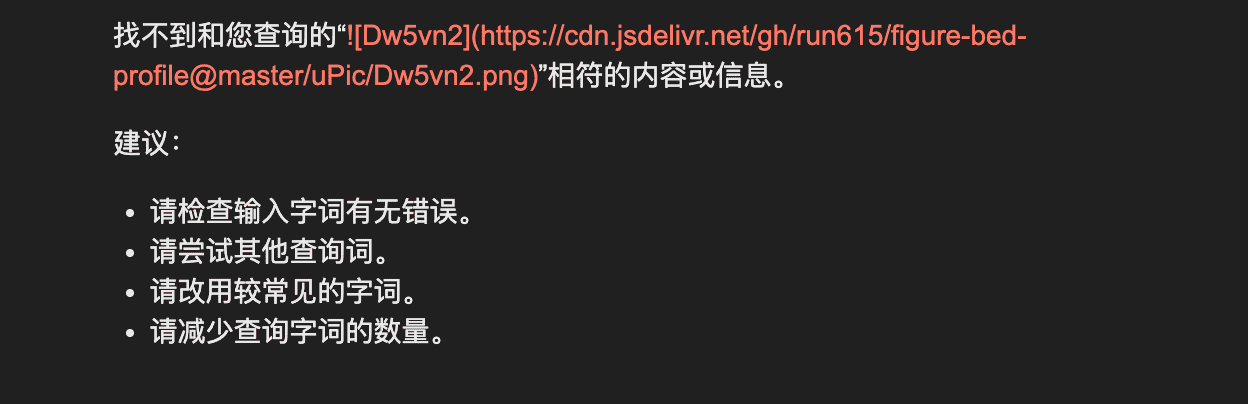 找不到和您查询的“![Dw5vn2](https://cdn.jsdelivr.net/gh/run615/figure-bed-
profile@master/uPic/Dw5vn2.png)”相符的内容或信息。
建议：
• 请检查输入字词有无错误。
• 请尝试其他查询词。
• 请改用较常见的字词。
• 请减少查询字词的数量。